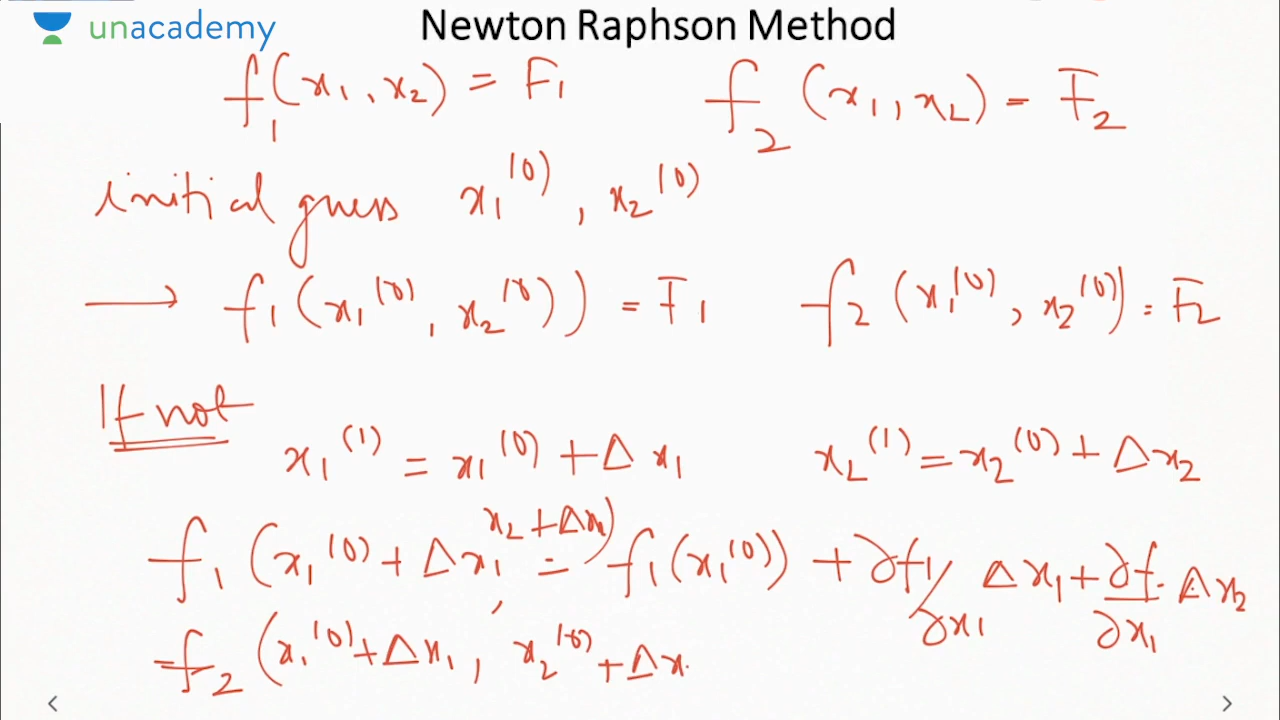 unacademy Newton Raphson Method
f₁(x₁, x₂) = F₁ f₂ (x₁, x₂) = F₂
initial guess x₁⁽⁰⁾, x₂⁽⁰⁾
→ f₁(x₁⁽⁰⁾, x₂⁽⁰⁾) = F₁ f₂ (x₁⁽⁰⁾, x₂⁽⁰⁾) = F₂
If not
x₁⁽¹⁾ = x₁⁽⁰⁾ + Δx₁ x₂⁽¹⁾ = x₂⁽⁰⁾ + Δx₂
f₁(x₁⁽⁰⁾ + Δx₁, x₂ + Δx) = f₁(x₁⁽⁰⁾) + ∂f₁/∂x₁ Δx₁ + ∂f/∂x₁ · Δx₂
=f₂ (x₁⁽⁰⁾ + Δx₁, x₂⁽⁰⁾ + Δx
< >